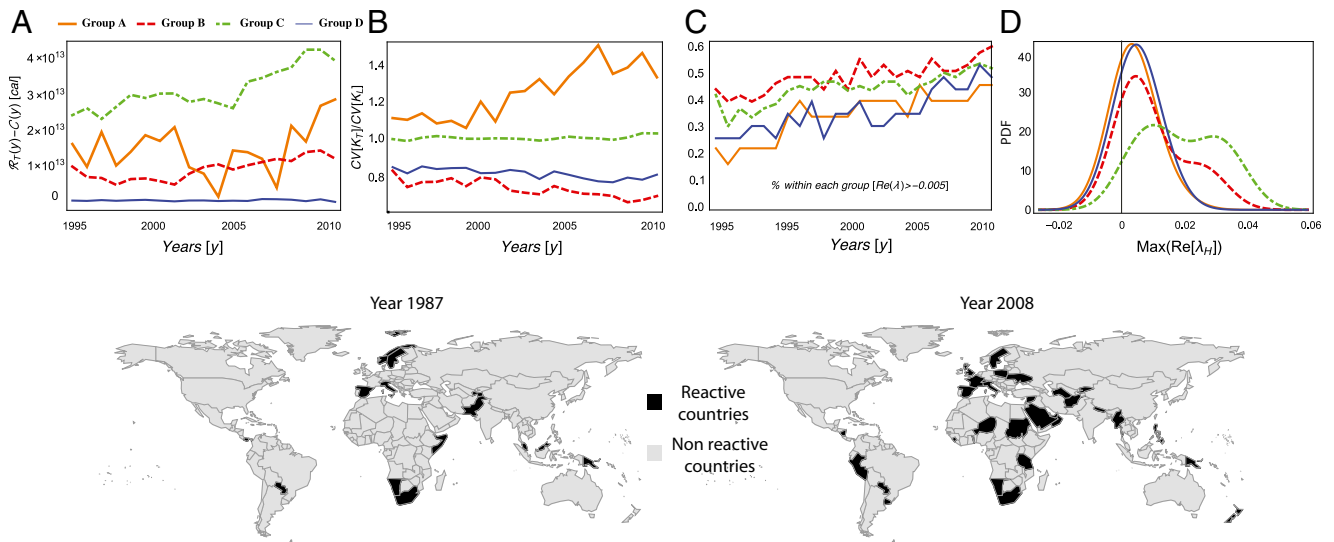 A B C D
Group A Group B Group C Group D
ℛ_T(y)−C(y) [cal]
4×10^13
3×10^13
2×10^13
1×10^13
0
1995 2000 2005 2010
Years [y]
CV[K_T]/CV[K_L]
1,4
1.2
1.0
0.8
1995 2000 2005 2010
Years [y]
0.6
0.5
0.4
0.3
0.2
0.1
0.0
% within each group [Re(λ)>−0.005]
1995 1995 2000 2006 2010
Years [y]
PDF
40
30
20
10
0
−0.02 0 0.02 0.04 0.06
Max(Re[λ_H])
Year 1987
Year 2008
Reactive
countries
Non reactive
countries